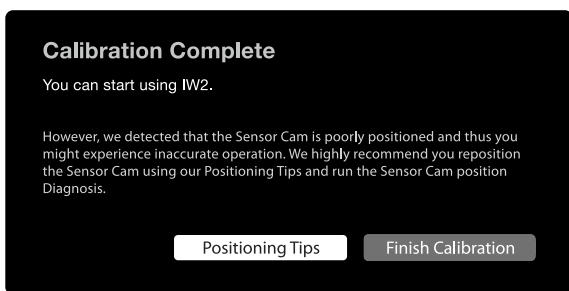 Calibration Complete
You can start using IW2.
However, we detected that the Sensor Cam is poorly positioned and thus you
might experience inaccurate operation. We highly recommend you reposition
the Sensor Cam using our Positioning Tips and run the Sensor Cam position
Diagnosis.
Positioning Tips
Finish Calibration